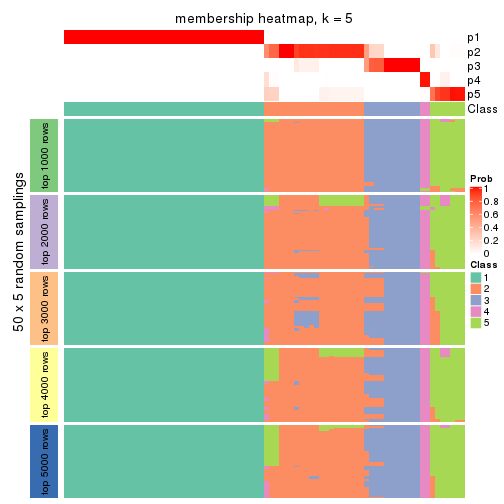 membership heatmap, k = 5
p1
p2
p3
p4
p5
Class
50 x 5 random samplings
top 1000 rows
top 2000 rows
top 3000 rows
top 4000 rows
top 5000 rows
Prob
1
0.8
0.6
0.4
0.2
0
Class
1
2
3
4
5